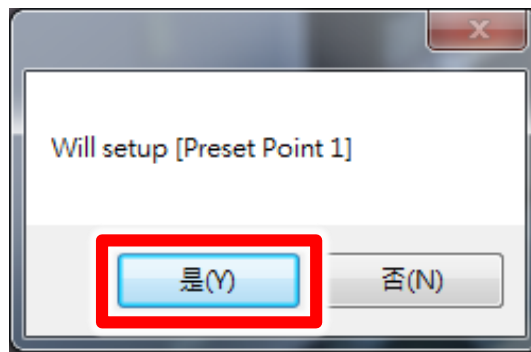 Will setup [Preset Point 1]
是(Y)
否(N)